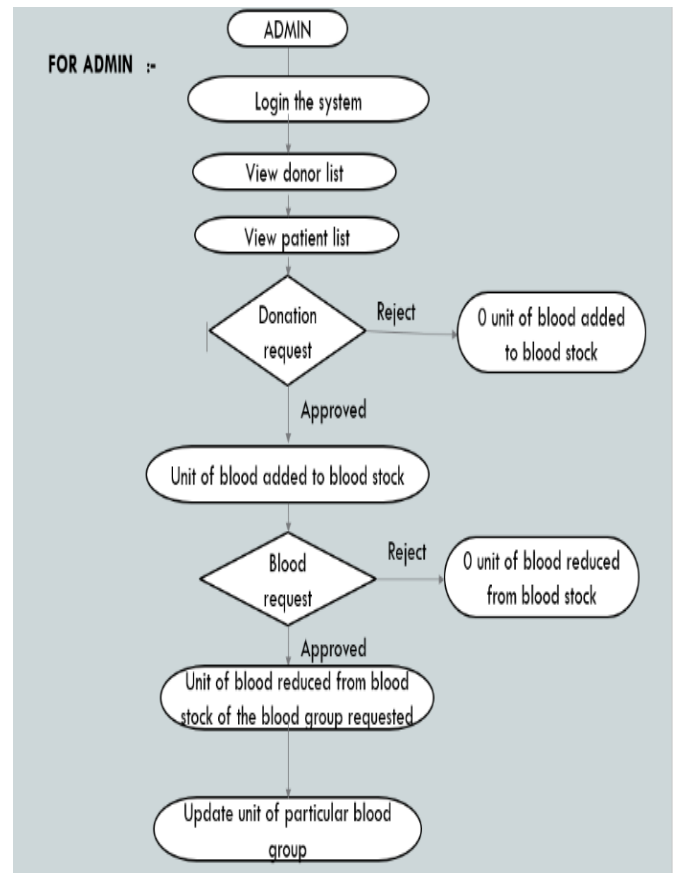 ADMIN
FOR ADMIN :-
Login the system
View donor list
View patient list
Donation
request
Reject
0 unit of blood added
to blood stock
Approved
Unit of blood added to blood stock
Blood
request
Reject
0 unit of blood reduced
from blood stock
Approved
Unit of blood reduced from blood
stock of the blood group requested
Update unit of particular blood
group